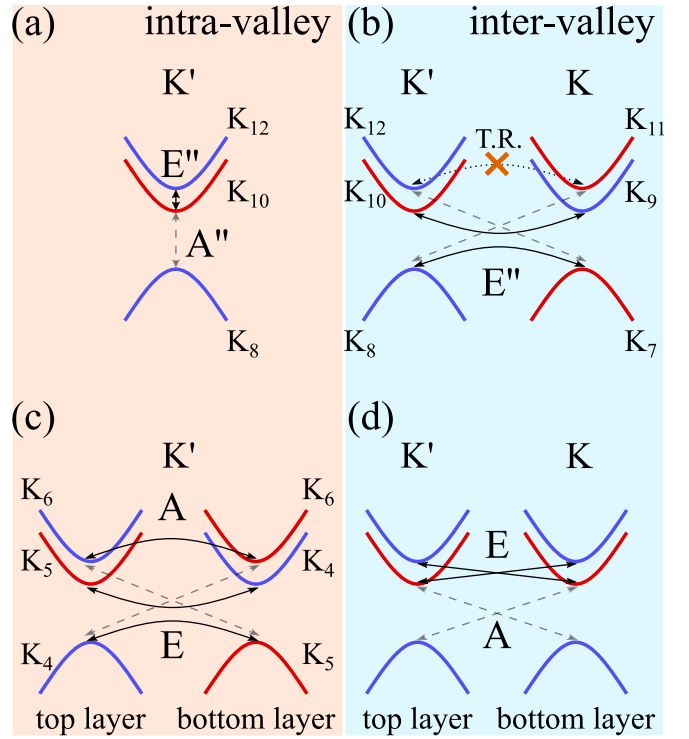 (a) intra-valley
K'
K12
E"
K10
A"
K8
(b) inter-valley
K' K
K12 T.R. K11
K10 K9
E"
K8 K7
(c)
K'
K6 A K6
K5 K4
K4 E K5
top layer bottom layer
(d)
K' K
E
A
top layer bottom layer